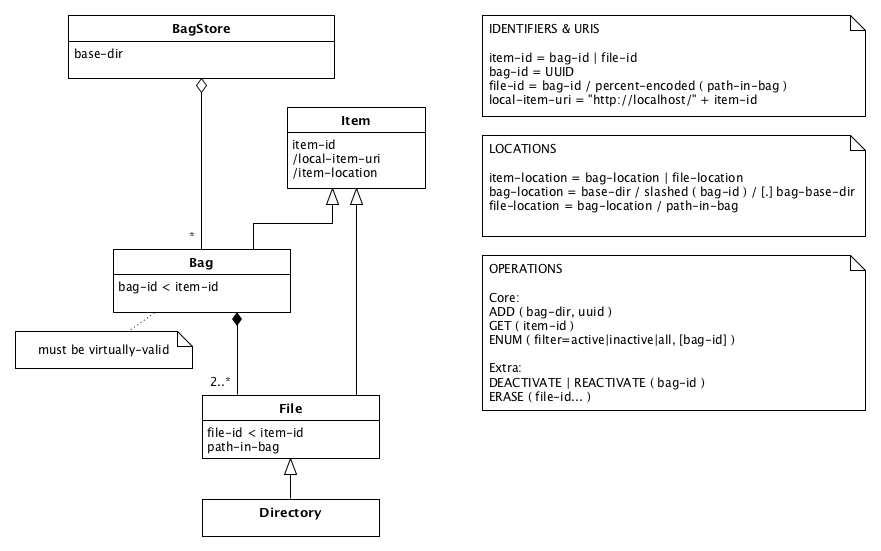 BagStore
base-dir
Item
item-id
/local-item-uri
/item-location
*
Bag
bag-id < item-id
must be virtually-valid
2..*
File
file-id < item-id
path-in-bag
Directory
IDENTIFIERS & URIS
item-id = bag-id | file-id
bag-id = UUID
file-id = bag-id / percent-encoded ( path-in-bag )
local-item-uri = "http://localhost/" + item-id
LOCATIONS
item-location = bag-location | file-location
bag-location = base-dir / slashed ( bag-id ) / [.] bag-base-dir
file-location = bag-location / path-in-bag
OPERATIONS
Core:
ADD ( bag-dir, uuid )
GET ( item-id )
ENUM ( filter=active|inactive|all, [bag-id] )
Extra:
DEACTIVATE | REACTIVATE ( bag-id )
ERASE ( file-id... )